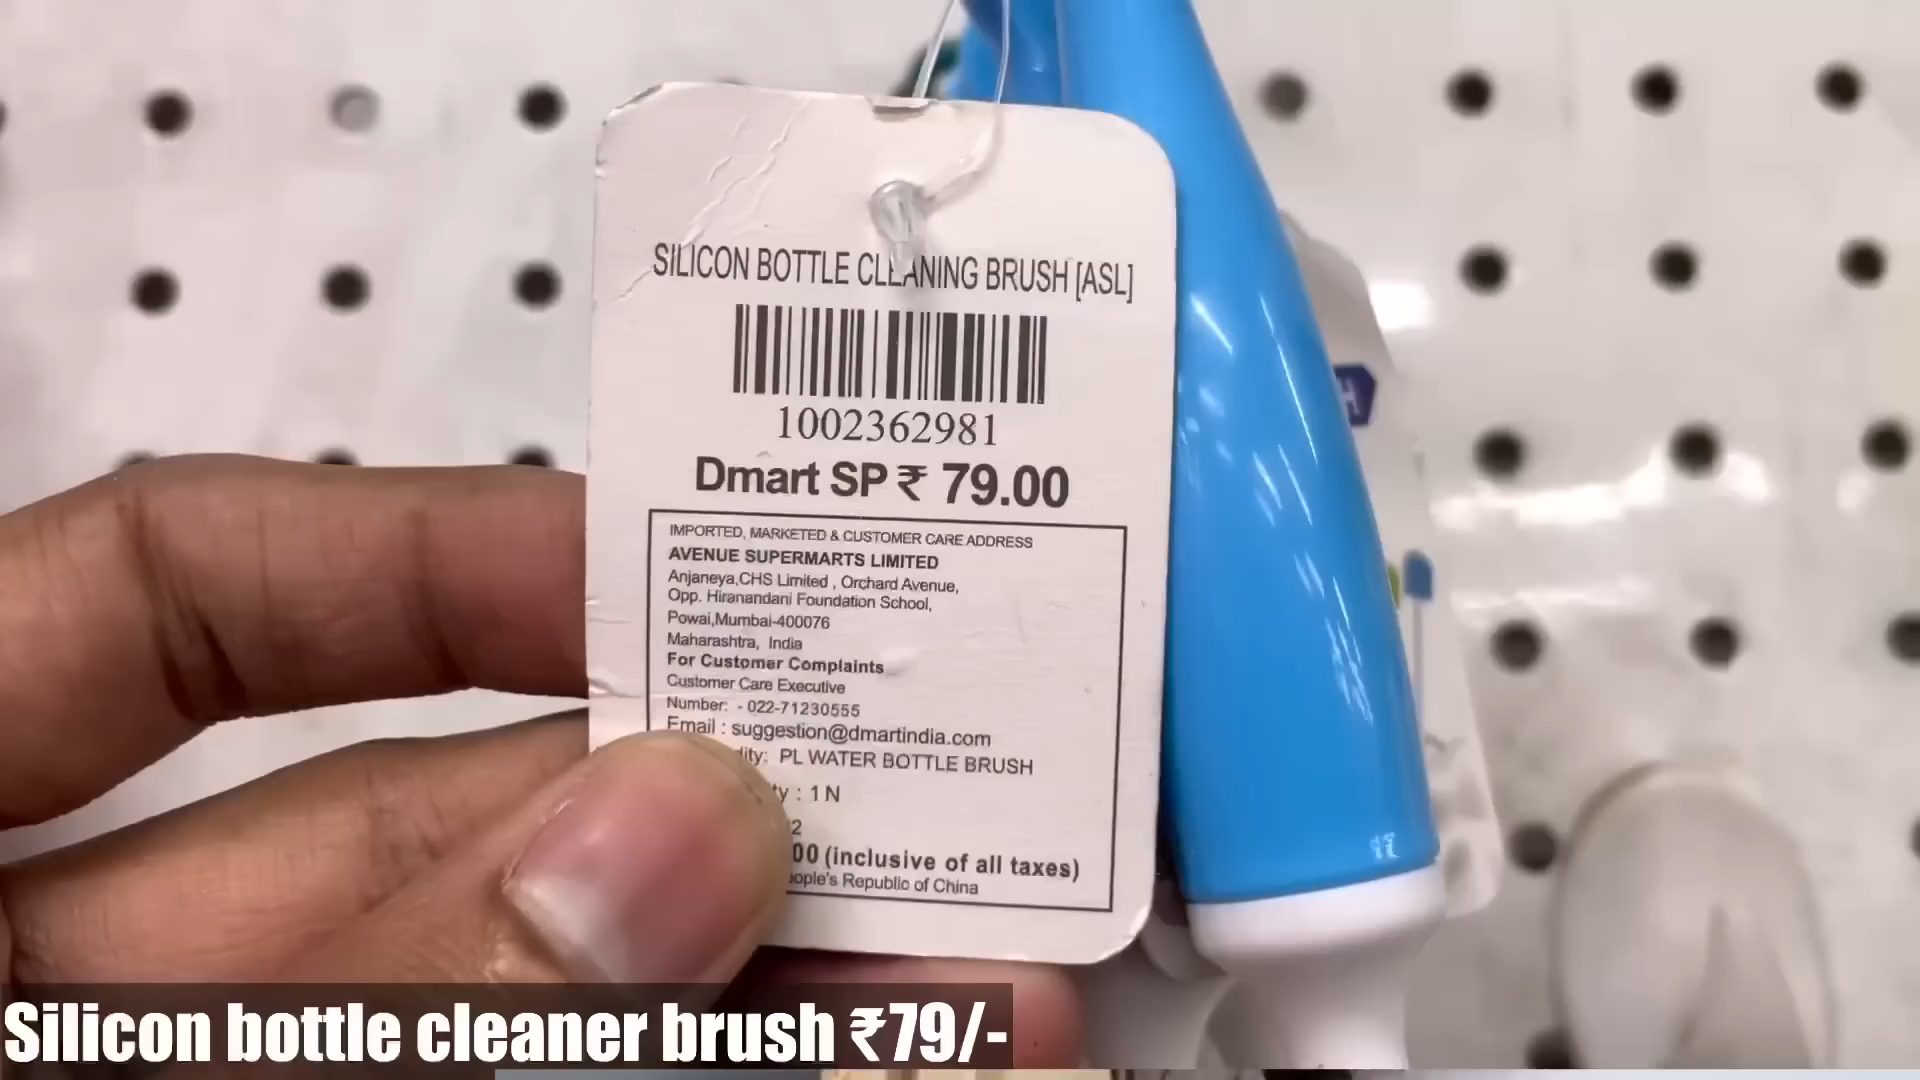 SILICON BOTTLE CLEANING BRUSH [ASL]
1002362981
Dmart SP ₹ 79.00
IMPORTED, MARKETED & CUSTOMER CARE ADDRESS
AVENUE SUPERMARTS LIMITED
Anjaneya,CHS Limited , Orchard Avenue,
Opp. Hiranandani Foundation School,
Powai,Mumbai-400076
Maharashtra, India
For Customer Complaints
Customer Care Executive
Number: - 022-71230555
Email : suggestion@dmartindia.com
PL WATER BOTTLE BRUSH
: 1 N
(inclusive of all taxes)
Republic of China
Silicon bottle cleaner brush ₹79/-